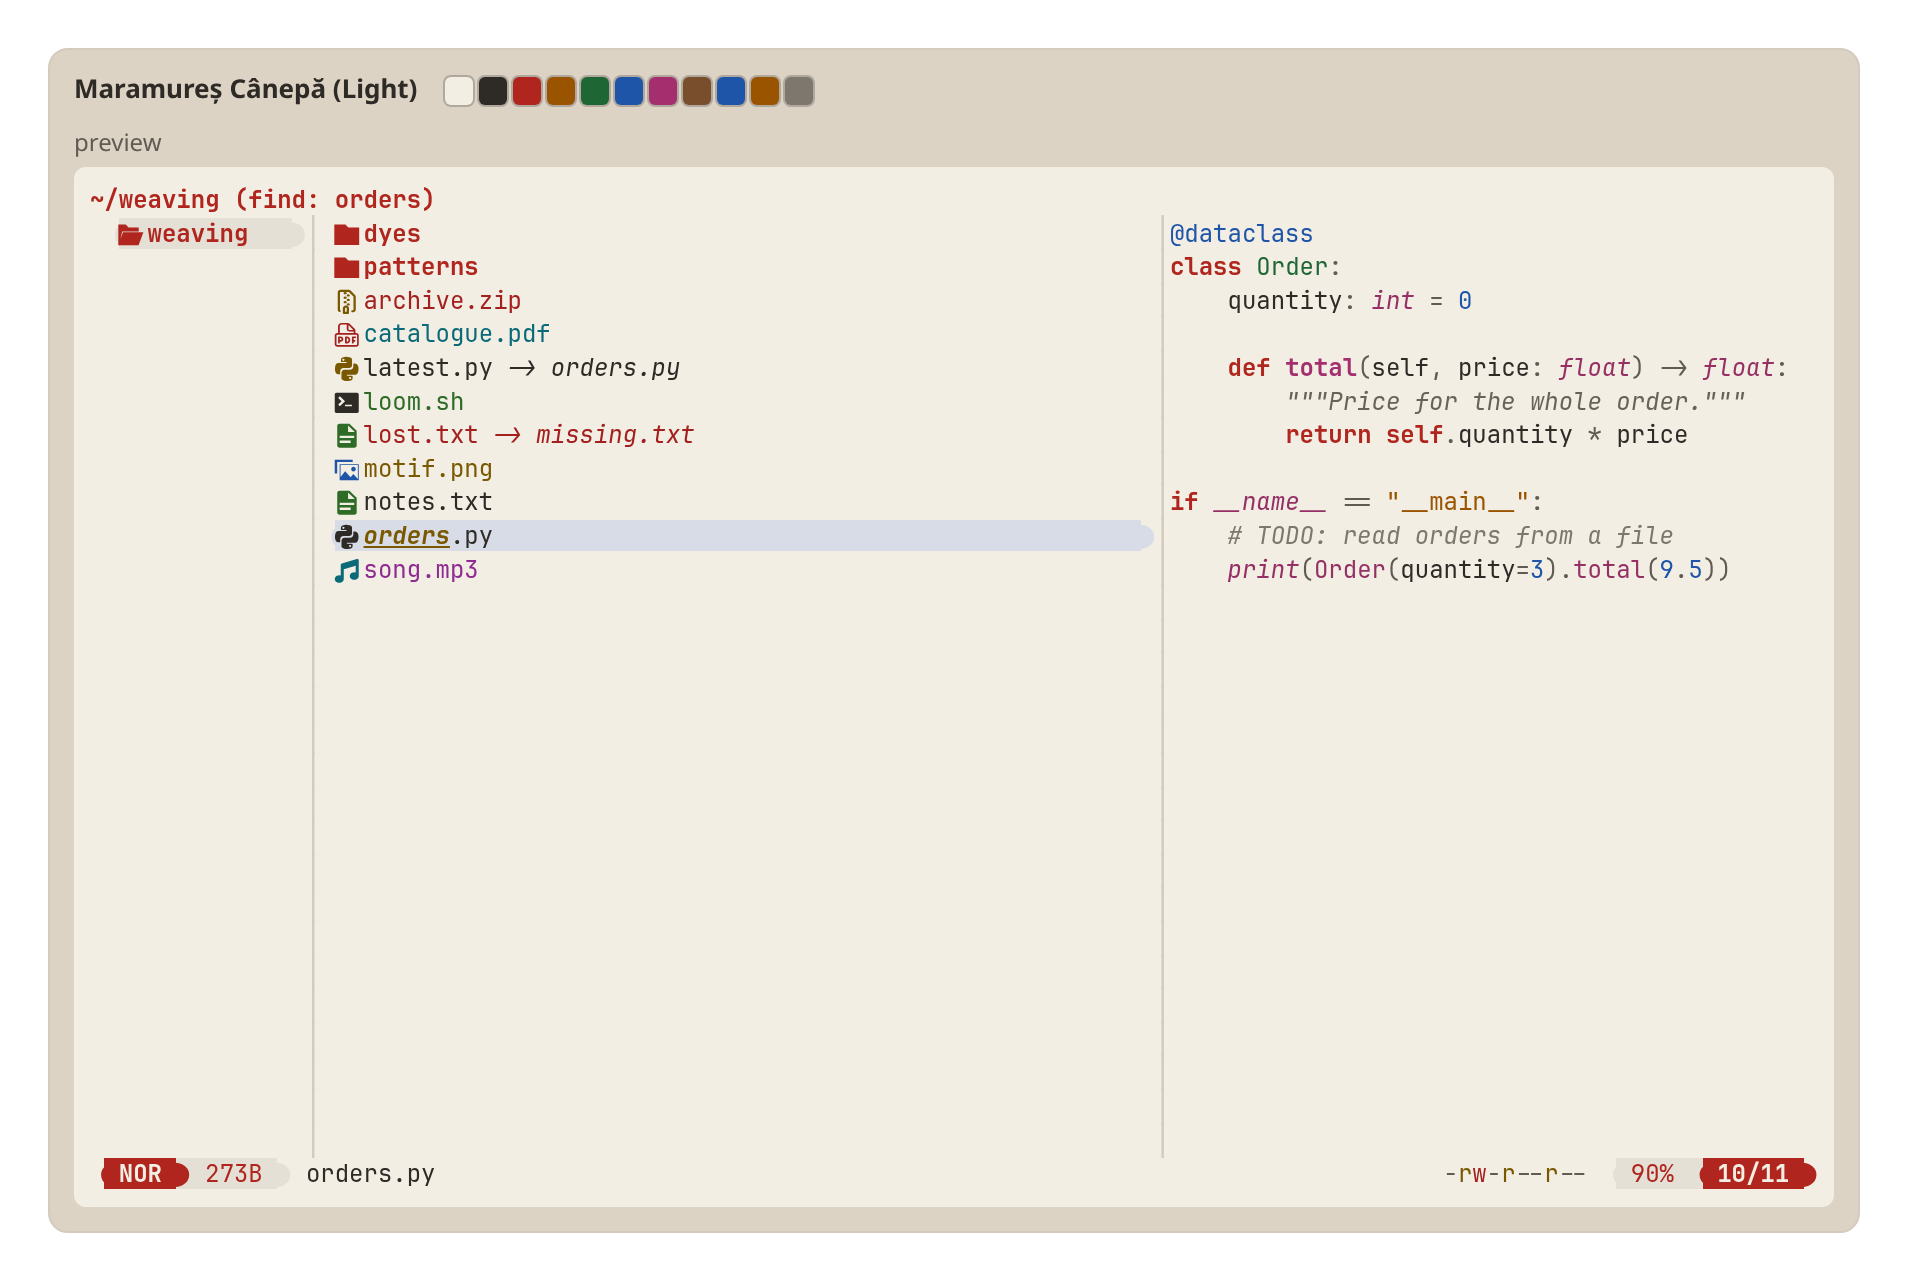 Maramureș Cânepă (Light)
preview
~/weaving (find: orders)
weaving
dyes
patterns
archive.zip
catalogue.pdf
latest.py -> orders.py
loom.sh
lost.txt -> missing.txt
motif.png
notes.txt
orders.py
song.mp3
@dataclass
class Order:
    quantity: int = 0
    def total(self, price: float) -> float:
        """Price for the whole order."""
        return self.quantity * price
if __name__ == "__main__":
    # TODO: read orders from a file
    print(Order(quantity=3).total(9.5))
NOR 273B orders.py -rw-r--r-- 90% 10/11